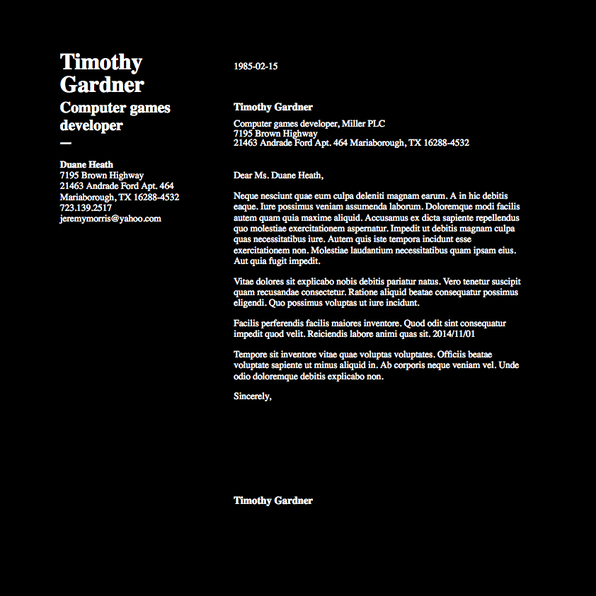 Timothy
Gardner
Computer games
developer
Duane Heath
7195 Brown Highway
21463 Andrade Ford Apt. 464
Mariaborough, TX 16288-4532
723.139.2517
jeremymorris@yahoo.com
1985-02-15
Timothy Gardner
Computer games developer, Miller PLC
7195 Brown Highway
21463 Andrade Ford Apt. 464 Mariaborough, TX 16288-4532
Dear Ms. Duane Heath,
Neque nesciunt quae eum culpa deleniti magnam earum. A in hic debitis
eaque. Iure possimus veniam assumenda laborum. Doloremque modi facilis
autem quam quia maxime aliquid. Accusamus ex dicta sapiente repellendus
quo molestiae exercitationem aspernatur. Impedit ut debitis magnam culpa
quas necessitatibus iure. Autem quis iste tempora incidunt esse
exercitationem non. Molestiae laudantium necessitatibus quam ipsam eius.
Aut quia fugit impedit.
Vitae dolores sit explicabo nobis debitis pariatur natus. Vero tenetur suscipit
quam recusandae consectetur. Ratione aliquid beatae consequatur possimus
eligendi. Quo possimus voluptas ut iure incidunt.
Facilis perferendis facilis maiores inventore. Quod odit sint consequatur
impedit quod velit. Reiciendis labore animi quas sit. 2014/11/01
Tempore sit inventore vitae quae voluptas voluptates. Officiis beatae
voluptate sapiente ut minus aliquid in. Ab corporis neque veniam vel. Unde
odio doloremque debitis explicabo non.
Sincerely,
Timothy Gardner